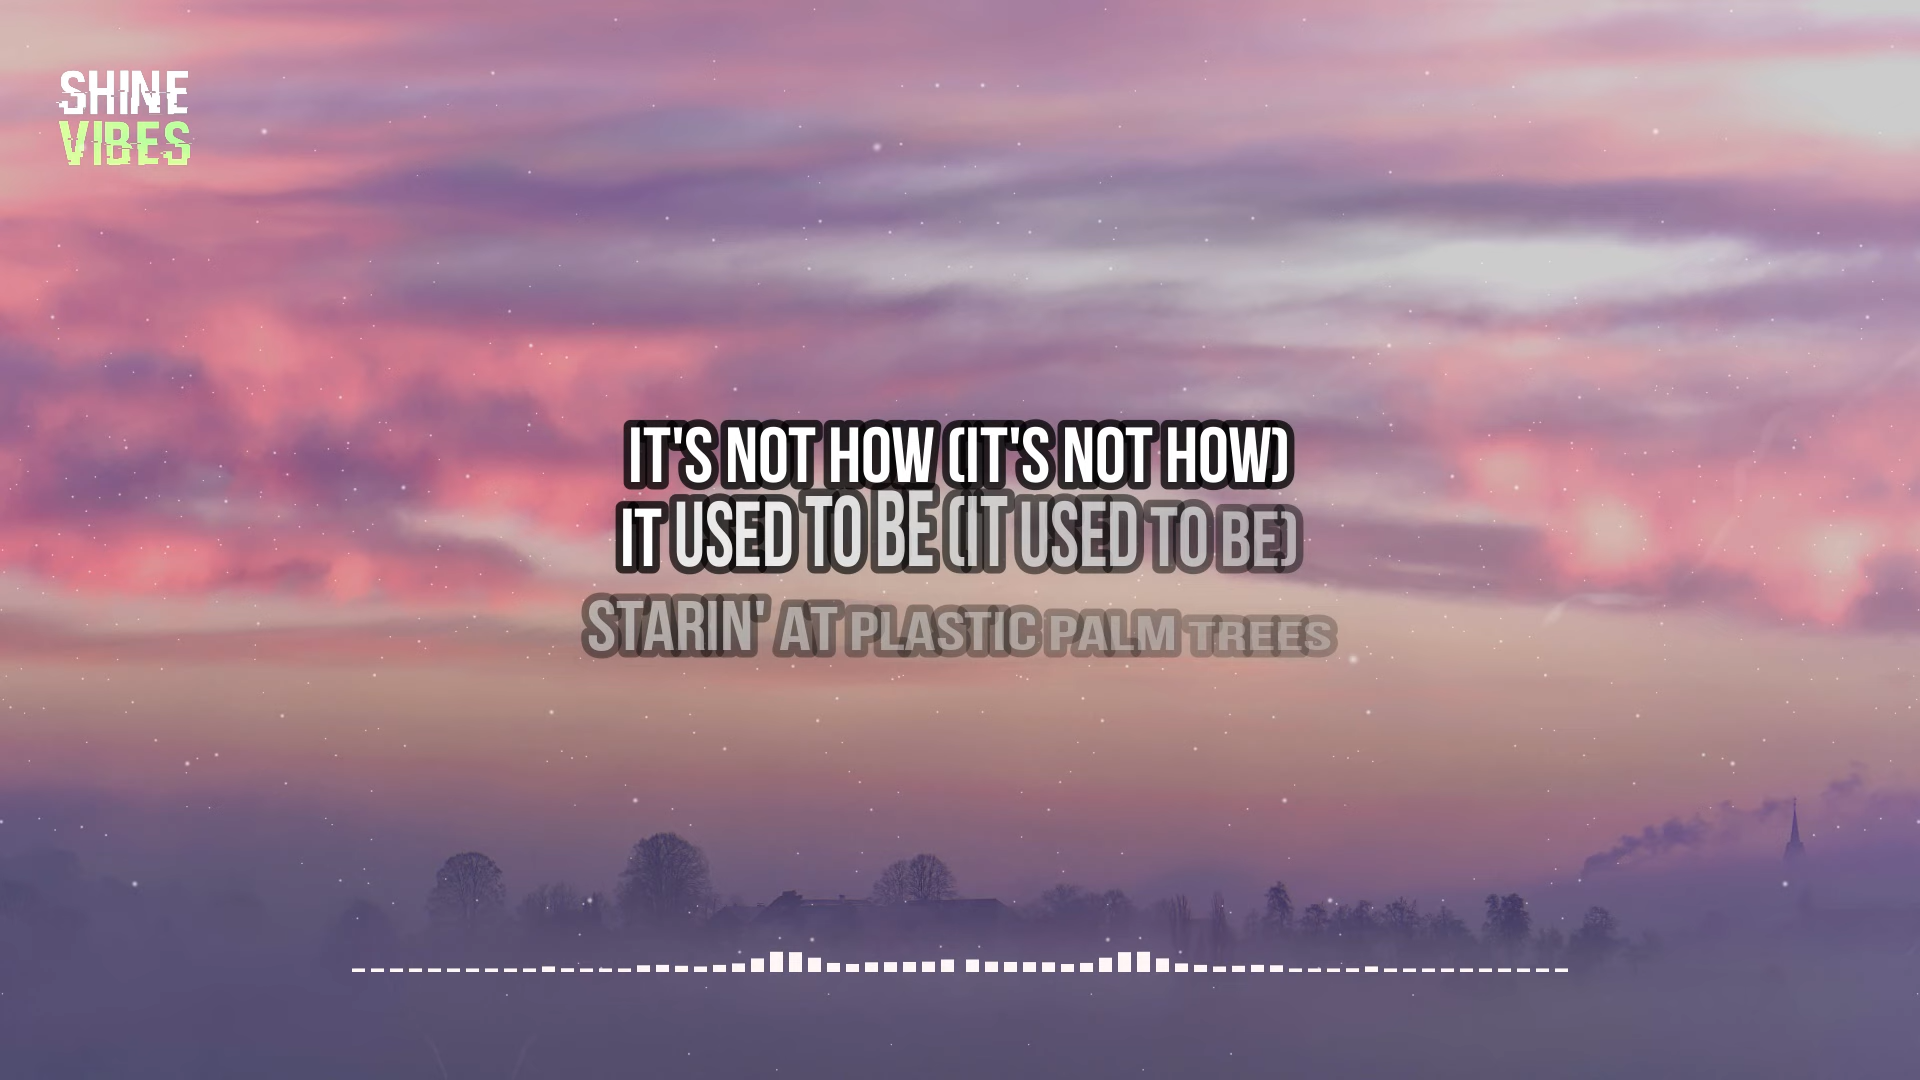 SHINE
VIBES
IT'S NOT HOW (IT'S NOT HOW)
IT USED TO BE (IT USED TO BE)
STARIN' AT PLASTIC PALM TREES